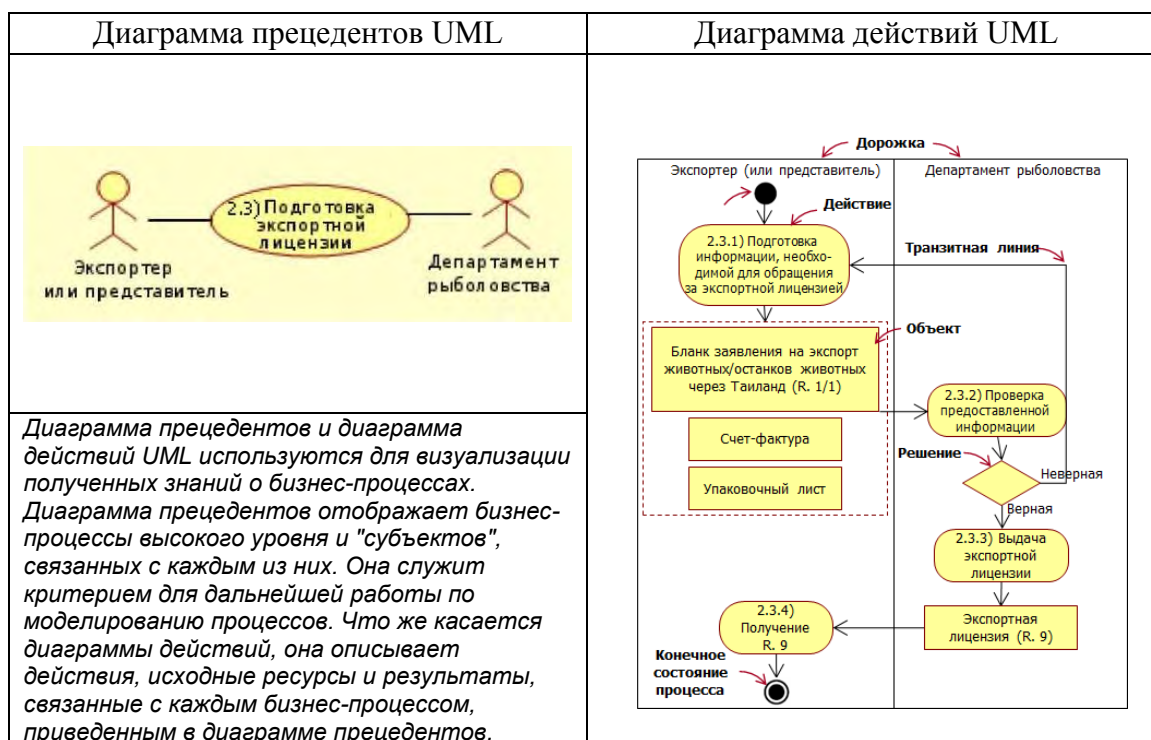 Диаграмма прецедентов UML
Диаграмма действий UML
2.3) Подготовка
экспортной
лицензии
Экспортер
или представитель
Департамент
рыболовства
Диаграмма прецедентов и диаграмма
действий UML используются для визуализации
полученных знаний о бизнес-процессах.
Диаграмма прецедентов отображает бизнес-
процессы высокого уровня и "субъектов",
связанных с каждым из них. Она служит
критерием для дальнейшей работы по
моделированию процессов. Что же касается
диаграммы действий, она описывает
действия, исходные ресурсы и результаты,
связанные с каждым бизнес-процессом,
приведенным в диаграмме прецедентов.
Дорожка
Экспортер (или представитель)
Департамент рыболовства
Действие
2.3.1) Подготовка
информации, необхо-
димой для обращения
за экспортной лицензией
Транзитная линия
Объект
Бланк заявления на экспорт
животных/останков животных
через Таиланд (R. 1/1)
Счет-фактура
Упаковочный лист
2.3.2) Проверка
предоставленной
информации
Решение
Неверная
Верная
2.3.3) Выдача
экспортной
лицензии
Экспортная
лицензия (R. 9)
2.3.4)
Получение
R. 9
Конечное
состояние
процесса